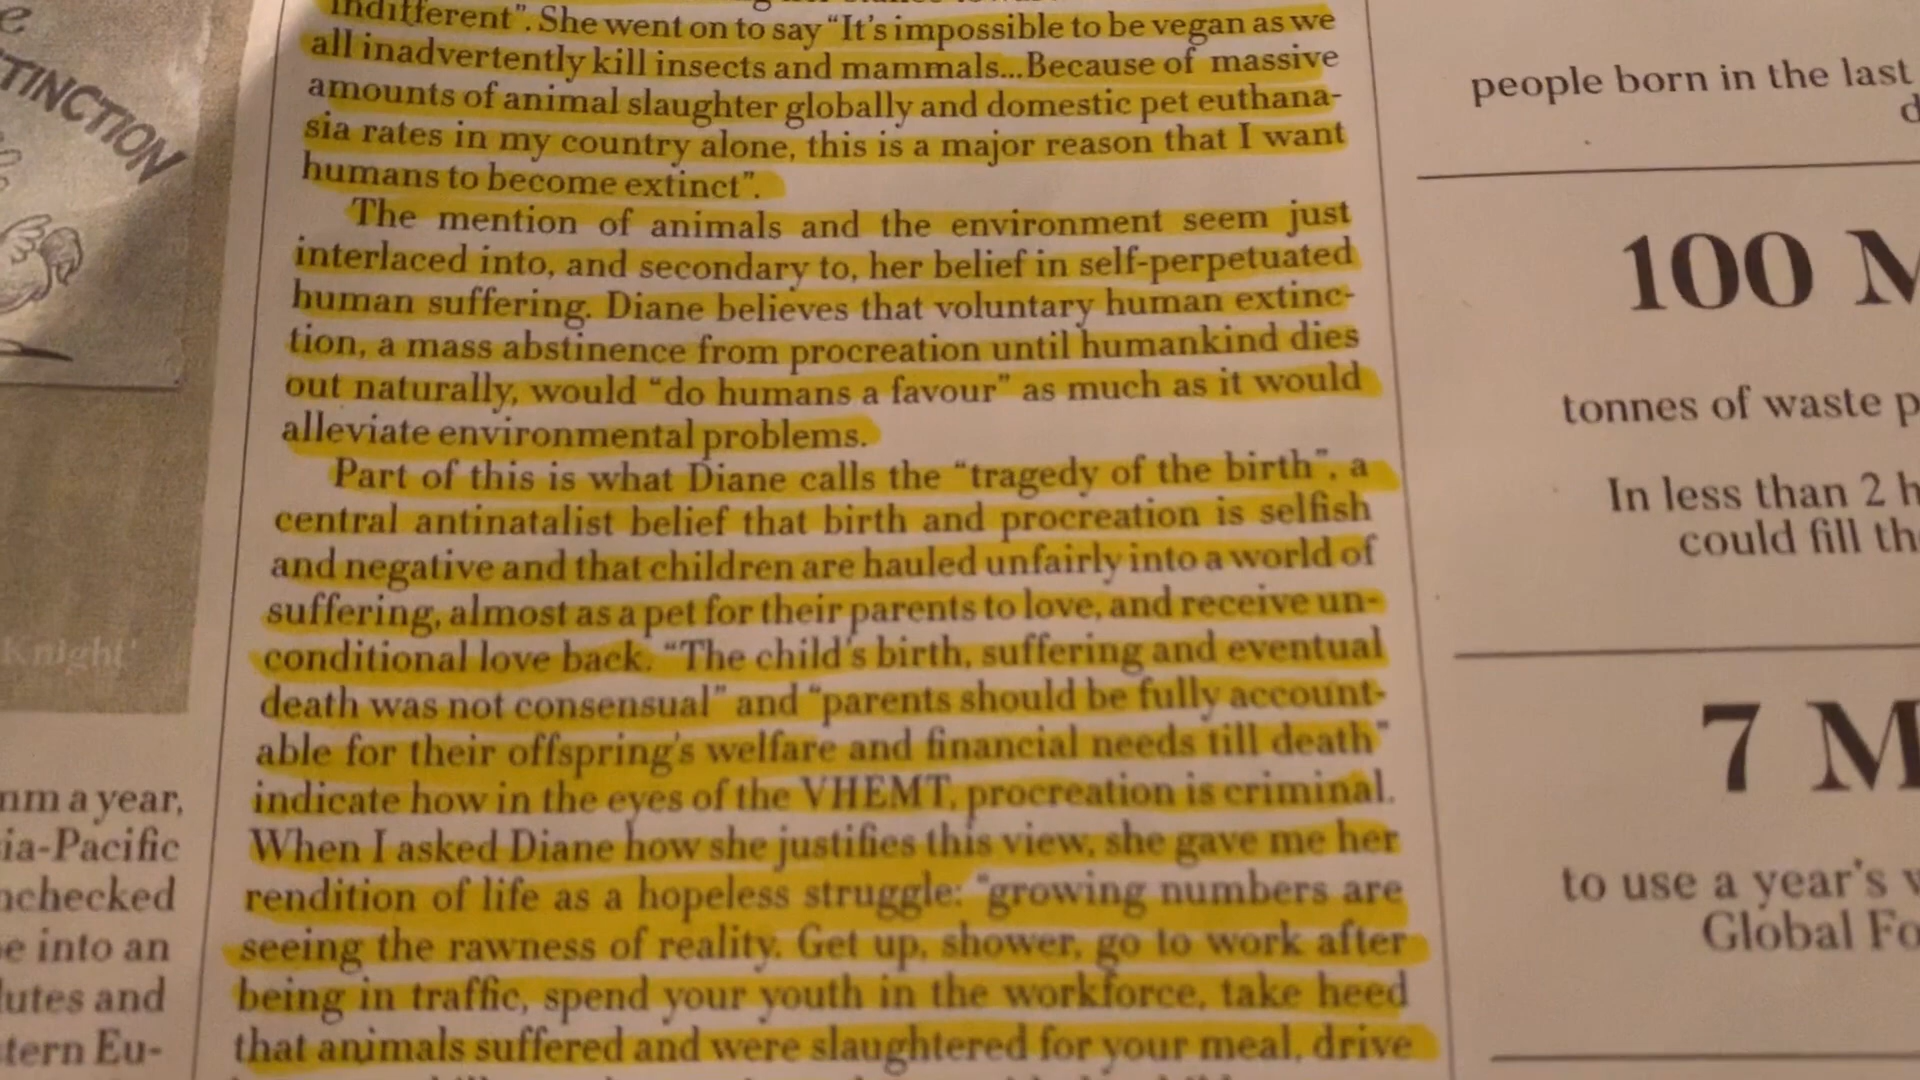 TINCTION
Knight'
nm a year,
ia-Pacific
nchecked
e into an
lutes and
tern Eu-
indifferent". She went on to say "It's impossible to be vegan as we
all inadvertently kill insects and mammals...Because of massive
amounts of animal slaughter globally and domestic pet euthana-
sia rates in my country alone, this is a major reason that I want
humans to become extinct".
The mention of animals and the environment seem just
interlaced into, and secondary to, her belief in self-perpetuated
human suffering. Diane believes that voluntary human extinc-
tion, a mass abstinence from procreation until humankind dies
out naturally, would "do humans a favour" as much as it would
alleviate environmental problems.
Part of this is what Diane calls the "tragedy of the birth", a
central antinatalist belief that birth and procreation is selfish
and negative and that children are hauled unfairly into a world of
suffering, almost as a pet for their parents to love, and receive un-
conditional love back. "The child's birth, suffering and eventual
death was not consensual" and "parents should be fully account-
able for their offspring's welfare and financial needs till death"
indicate how in the eyes of the VHEMT, procreation is criminal.
When I asked Diane how she justifies this view, she gave me her
rendition of life as a hopeless struggle: "growing numbers are
seeing the rawness of reality. Get up, shower, go to work after
being in traffic, spend your youth in the workforce, take heed
that animals suffered and were slaughtered for your meal, drive
people born in the last
100 M
tonnes of waste p
In less than 2 h
could fill th
7 M
to use a year's w
Global Fo